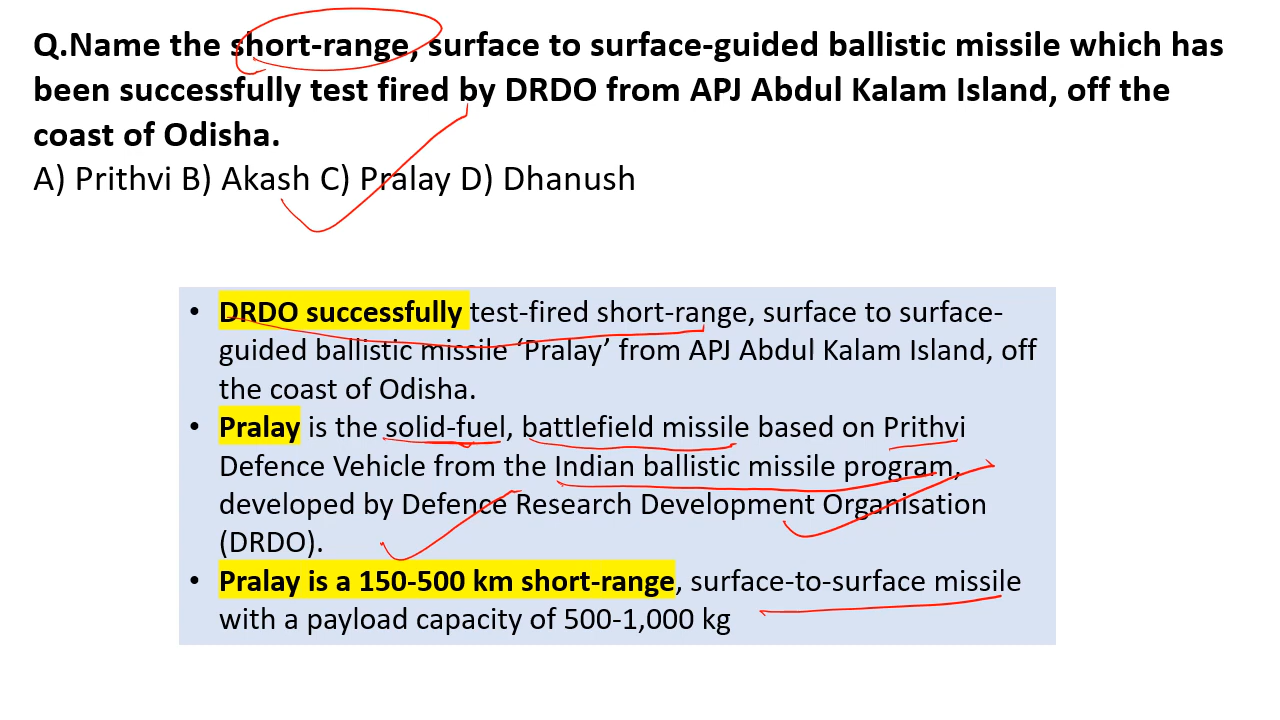 Q.Name the short-range, surface to surface-guided ballistic missile which has
been successfully test fired by DRDO from APJ Abdul Kalam Island, off the
coast of Odisha.
A) Prithvi B) Akash C) Pralay D) Dhanush
• DRDO successfully test-fired short-range, surface to surface-
guided ballistic missile ‘Pralay’ from APJ Abdul Kalam Island, off
the coast of Odisha.
• Pralay is the solid-fuel, battlefield missile based on Prithvi
Defence Vehicle from the Indian ballistic missile program,
developed by Defence Research Development Organisation
(DRDO).
• Pralay is a 150-500 km short-range, surface-to-surface missile
with a payload capacity of 500-1,000 kg